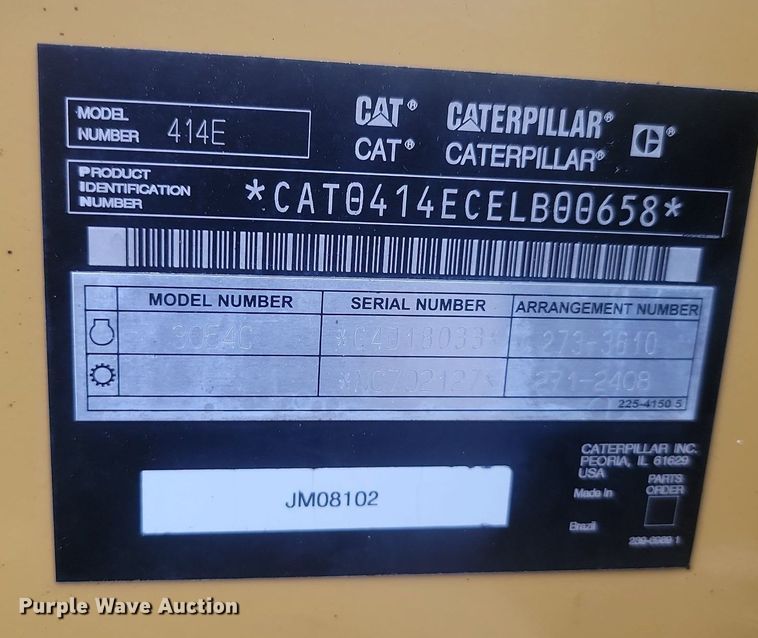 MODEL NUMBER 414E
CAT® CATERPILLAR® C®
CAT® CATERPILLAR®
PRODUCT IDENTIFICATION NUMBER *CAT0414ECELB00658*
MODEL NUMBER SERIAL NUMBER ARRANGEMENT NUMBER
3054C *G4D18033* 273-3610
271-2408
225-4150 5
CATERPILLAR INC.
PEORIA, IL 61629
USA
Made in PARTS ORDER
Brazil
JM08102
Purple Wave Auction